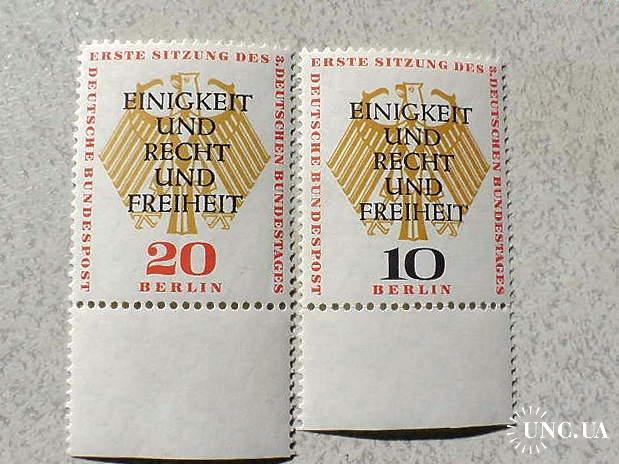 ERSTE SITZUNG DES
3. DEUTSCHEN BUNDESTAGES
DEUTSCHE BUNDESPOST
EINIGKEIT
UND
RECHT
UND
FREIHEIT
20
BERLIN
ERSTE SITZUNG DES
3. DEUTSCHEN BUNDESTAGES
DEUTSCHE BUNDESPOST
EINIGKEIT
UND
RECHT
UND
FREIHEIT
10
BERLIN
UNC.UA